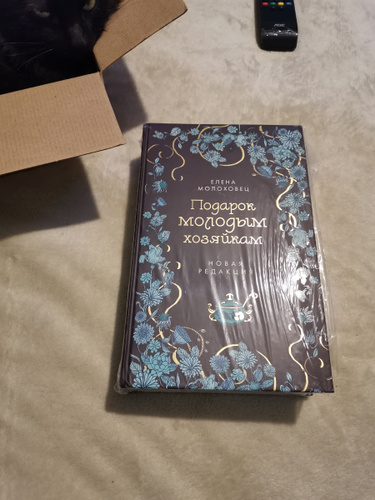 ЕЛЕНА
МОЛОХОВЕЦ
Подарок
молодым
хозяйкам
НОВАЯ
РЕДАКЦИЯ